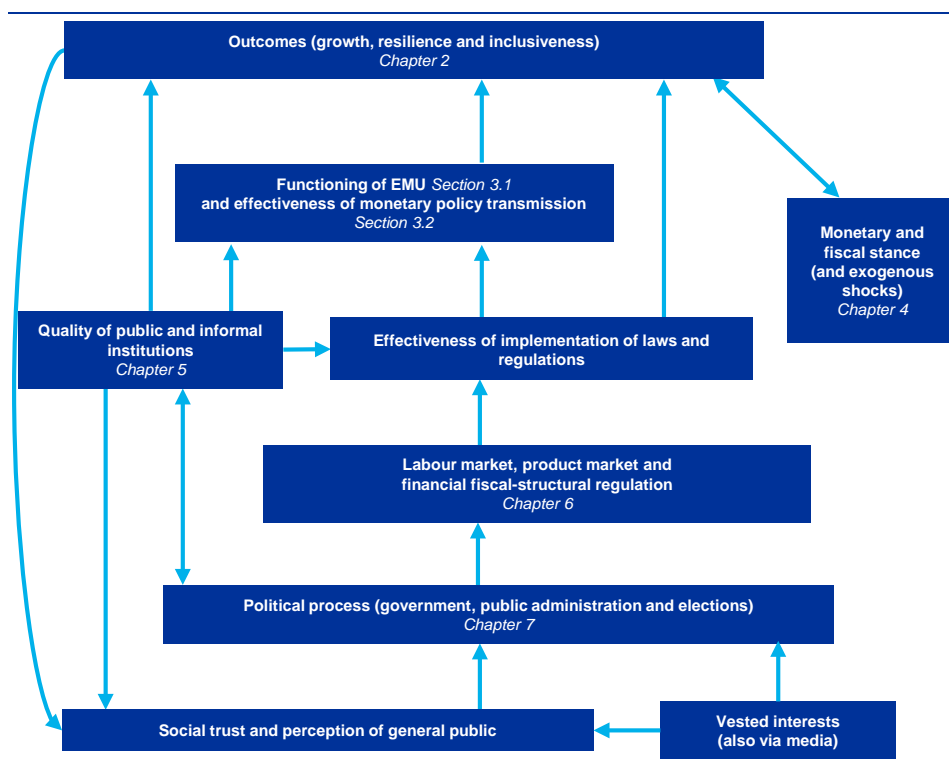 Outcomes (growth, resilience and inclusiveness)
Chapter 2
Functioning of EMU Section 3.1
and effectiveness of monetary policy transmission
Section 3.2
Monetary and
fiscal stance
(and exogenous
shocks)
Chapter 4
Quality of public and informal
institutions
Chapter 5
Effectiveness of implementation of laws and
regulations
Labour market, product market and
financial fiscal-structural regulation
Chapter 6
Political process (government, public administration and elections)
Chapter 7
Social trust and perception of general public
Vested interests
(also via media)